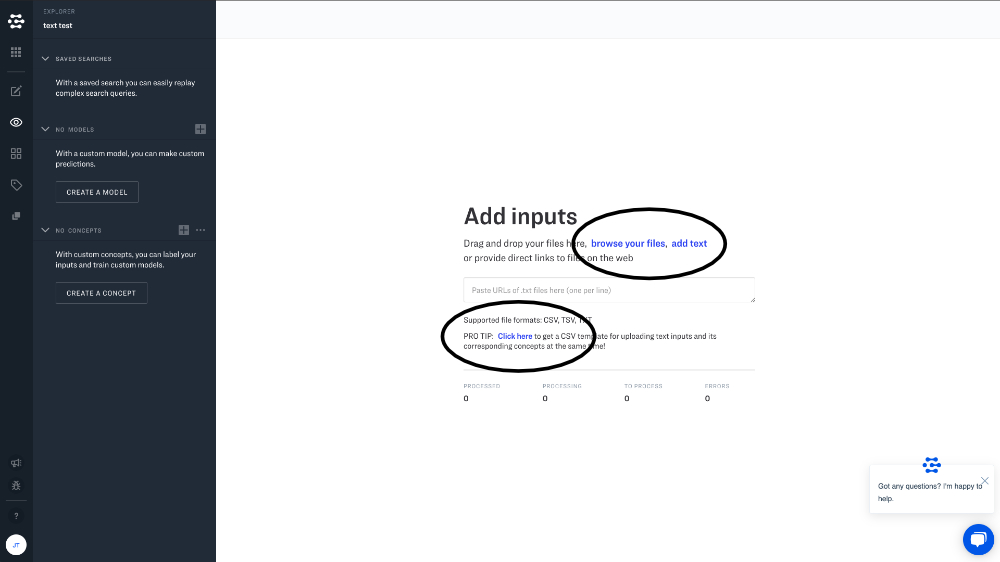 EXPLORER
text test
SAVED SEARCHES
With a saved search you can easily replay
complex search queries.
NO MODELS
With a custom model, you can make custom
predictions.
CREATE A MODEL
NO CONCEPTS
With custom concepts, you can label your
inputs and train custom models.
CREATE A CONCEPT
Add inputs
Drag and drop your files here, browse your files, add text
or provide direct links to files on the web
Paste URLs of .txt files here (one per line)
Supported file formats: CSV, TSV, TXT
PRO TIP: Click here to get a CSV template for uploading text inputs and its
corresponding concepts at the same time!
PROCESSED PROCESSING TO PROCESS ERRORS
0 0 0 0
Got any questions? I'm happy to
help.
?
JT